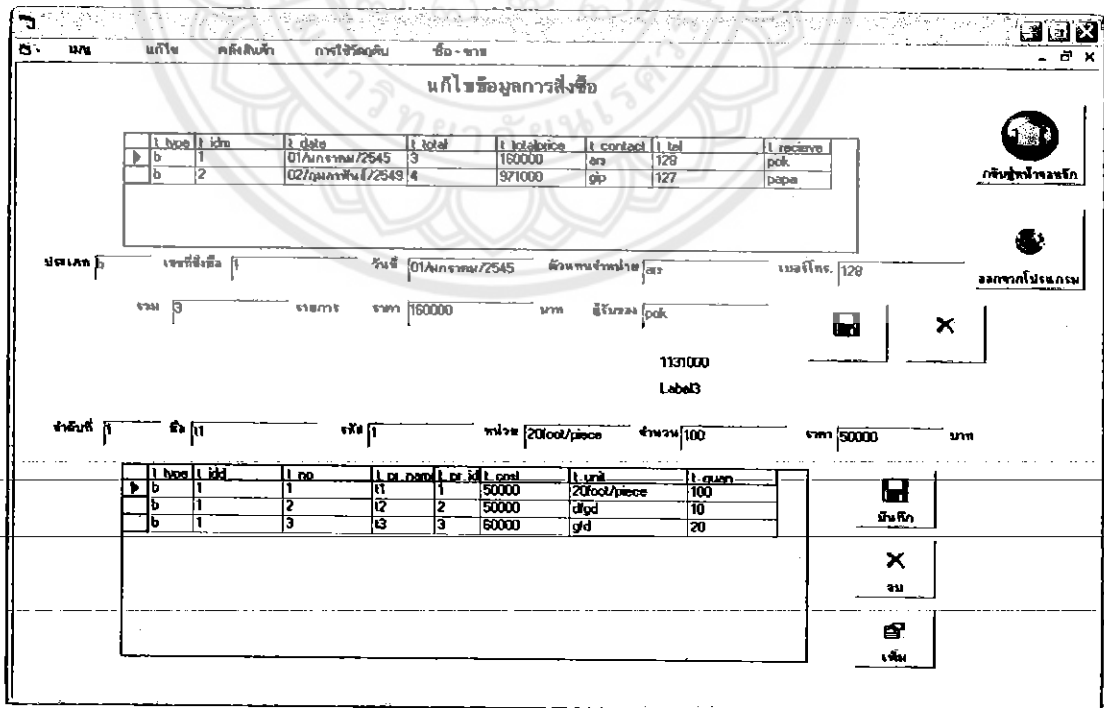 เมนู แก้ไข คลังสินค้า การใช้วัตถุดิบ ซื้อ - ขาย
แก้ไขข้อมูลการสั่งซื้อ
t_type t_idm t_date t_total t_totalprice t_contact t_tel t_recieve
b 1 01/มกราคม/2545 3 160000 ars 128 pok
b 2 02/กุมภาพันธ์/2549 4 971000 gip 127 papa
กลับสู่หน้าจอหลัก
ออกจากโปรแกรม
ประเภท b เลขที่สั่งซื้อ 1 วันที่ 01/มกราคม/2545 ตัวแทนจำหน่าย ars เบอร์โทร. 128
รวม 3 รายการ ราคา 160000 บาท ผู้รับของ pok
1131000
Label3
ลำดับที่ 1 ชื่อ t1 รหัส 1 หน่วย 20foot/piece จำนวน 100 ราคา 50000 บาท
t_type t_idd t_no t_pr_nam t_pr_id t_cost t_unit t_quan
b 1 1 t1 1 50000 20foot/piece 100
b 1 2 t2 2 50000 dfgd 10
b 1 3 t3 3 60000 gfd 20
บันทึก
ลบ
เพิ่ม